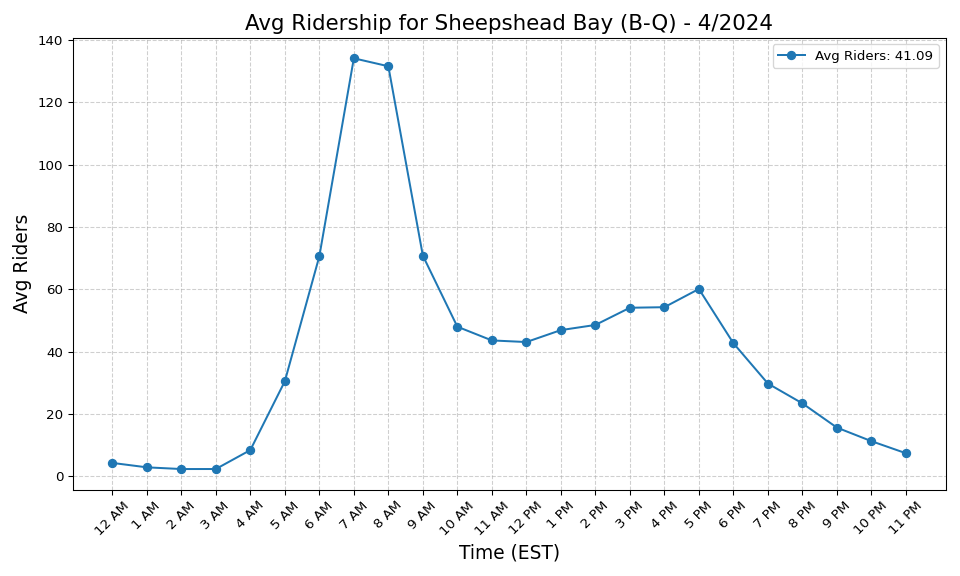 Avg Ridership for Sheepshead Bay (B-Q) - 4/2024
Avg Riders: 41.09
Avg Riders
140
120
100
80
60
40
20
0
12 AM
1 AM
2 AM
3 AM
4 AM
5 AM
6 AM
7 AM
8 AM
9 AM
10 AM
11 AM
12 PM
1 PM
2 PM
3 PM
4 PM
5 PM
6 PM
7 PM
8 PM
9 PM
10 PM
11 PM
Time (EST)